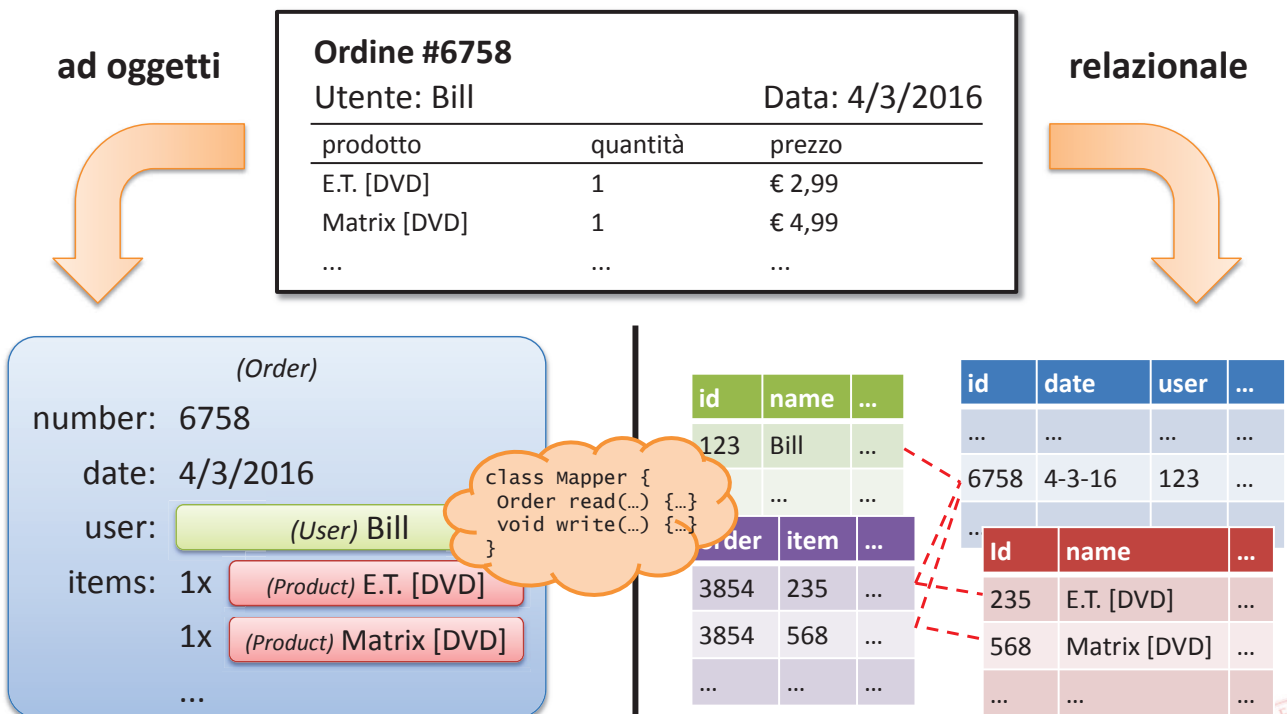 ad oggetti
Ordine #6758
Utente: Bill Data: 4/3/2016
prodotto quantità prezzo
E.T. [DVD] 1 € 2,99
Matrix [DVD] 1 € 4,99
... ... ...
relazionale
(Order)
number: 6758
date: 4/3/2016
user: (User) Bill
items: 1x (Product) E.T. [DVD]
1x (Product) Matrix [DVD]
...
class Mapper {
Order read(…) {…}
void write(…) {…}
}
id name …
123 Bill …
... ...
order item …
3854 235 …
3854 568 …
... ... ...
id date user …
... ... ... ...
6758 4-3-16 123 ...
...
Id name …
235 E.T. [DVD] ...
568 Matrix [DVD] ...
... ... ...